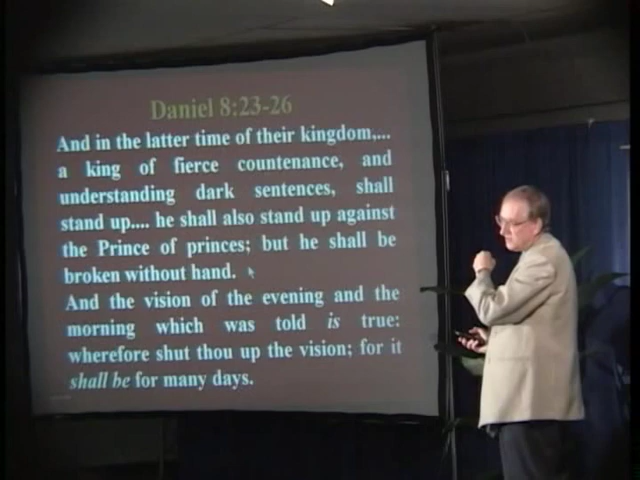 Daniel 8:23-26
And in the latter time of their kingdom,...
a king of fierce countenance, and
understanding dark sentences, shall
stand up.... he shall also stand up against
the Prince of princes; but he shall be
broken without hand.
And the vision of the evening and the
morning which was told is true:
wherefore shut thou up the vision; for it
shall be for many days.